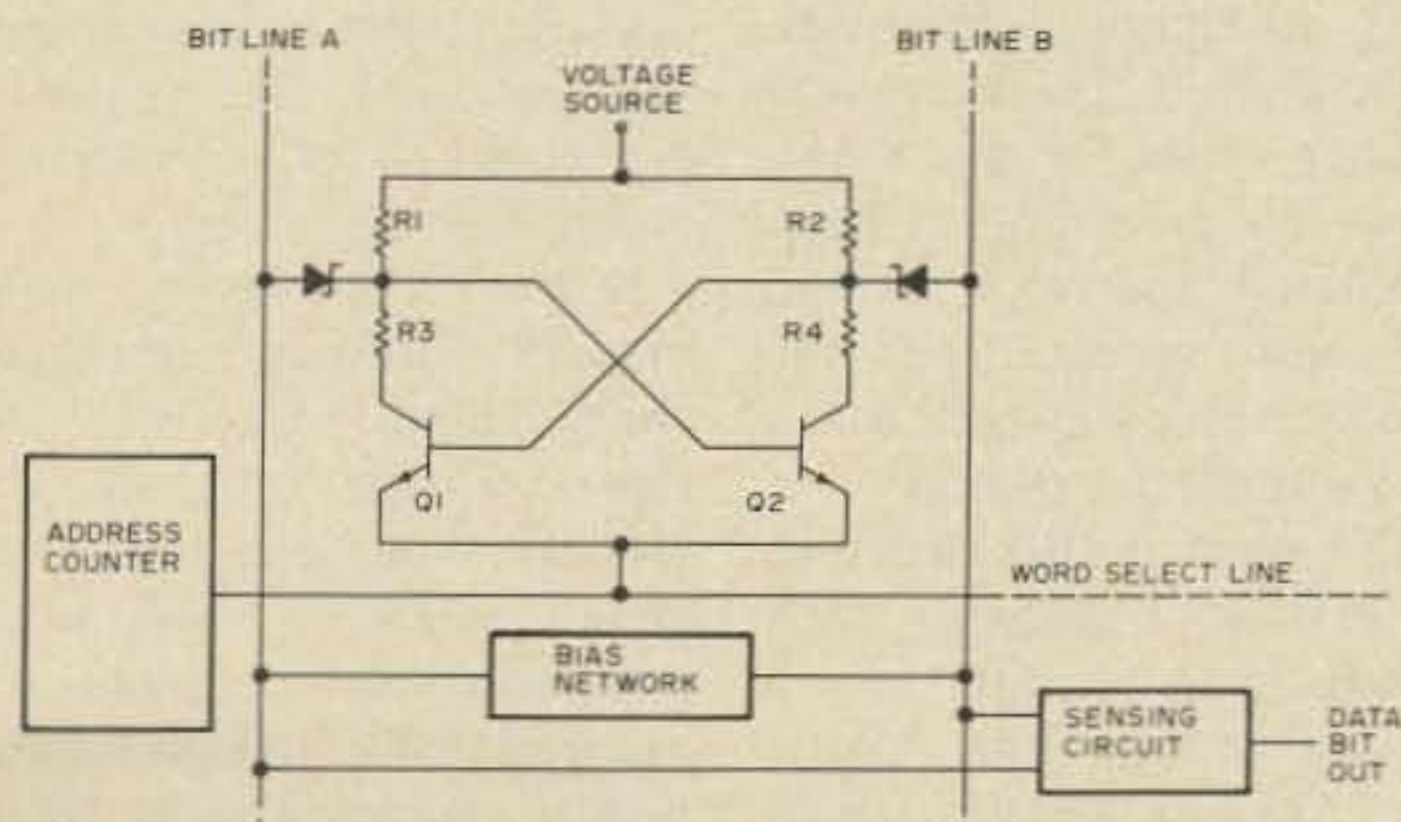 BIT LINE A
BIT LINE B
VOLTAGE
SOURCE
R1
R2
R3
R4
Q1
Q2
ADDRESS
COUNTER
WORD SELECT LINE
BIAS
NETWORK
SENSING
CIRCUIT
DATA
BIT
OUT